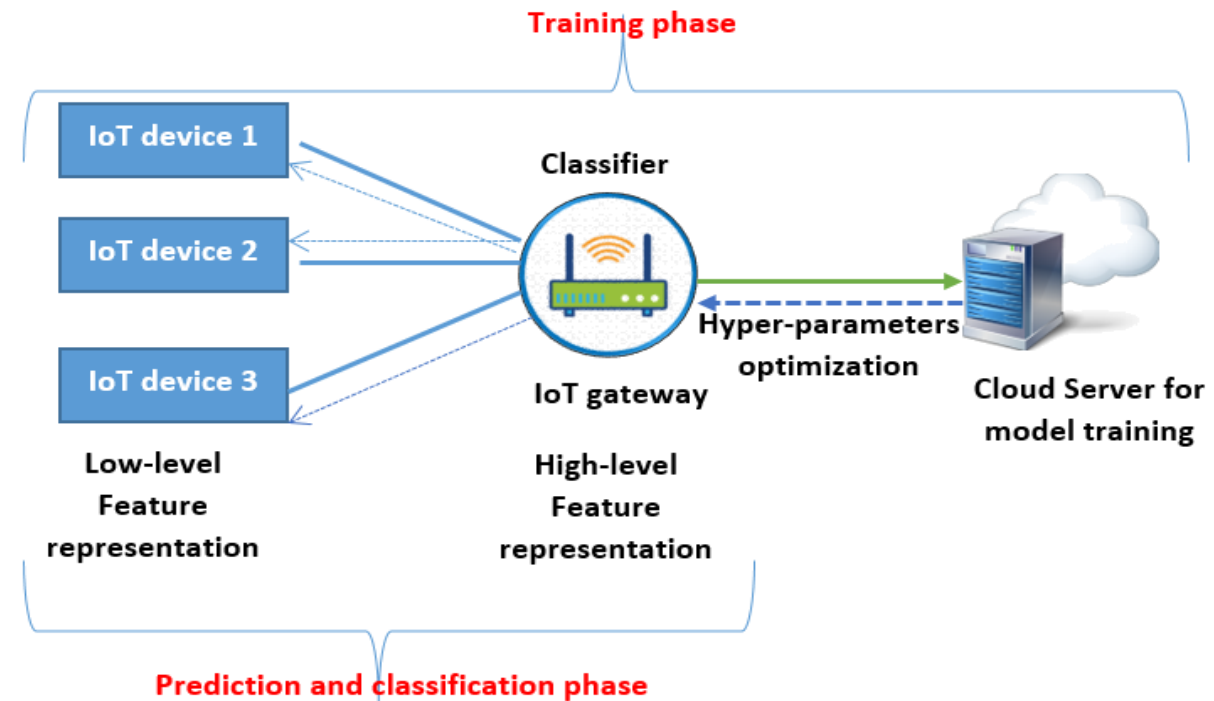 Training phase
IoT device 1
IoT device 2
IoT device 3
Low-level
Feature
representation
Classifier
IoT gateway
High-level
Feature
representation
Hyper-parameters
optimization
Cloud Server for
model training
Prediction and classification phase